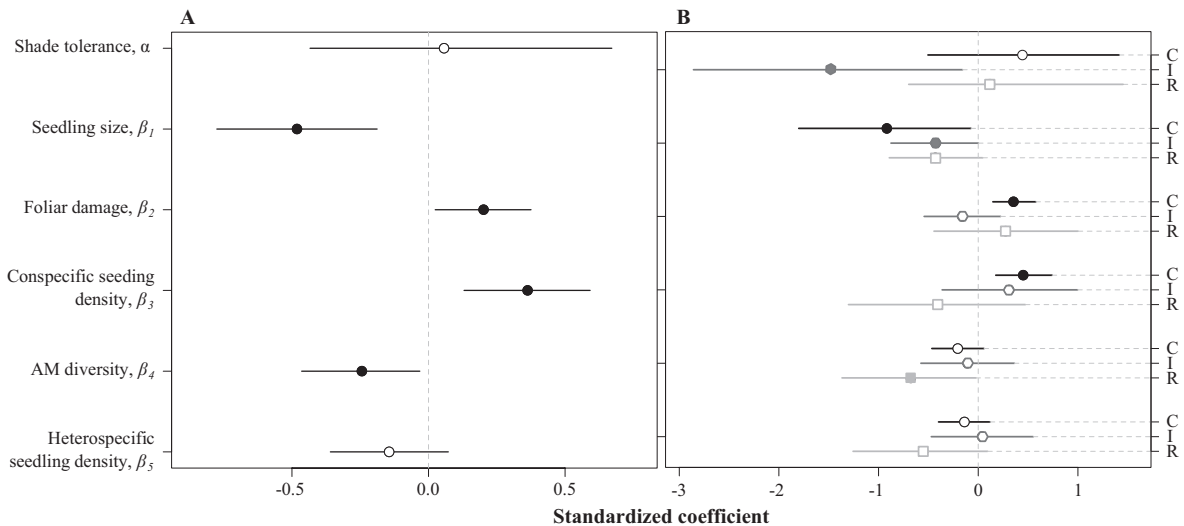 A
B
Shade tolerance, α
Seedling size, β1
Foliar damage, β2
Conspecific seeding
density, β3
AM diversity, β4
Heterospecific
seedling density, β5
C
I
R
C
I
R
C
I
R
C
I
R
C
I
R
C
I
R
-0.5
0.0
0.5
-3
-2
-1
0
1
Standardized coefficient